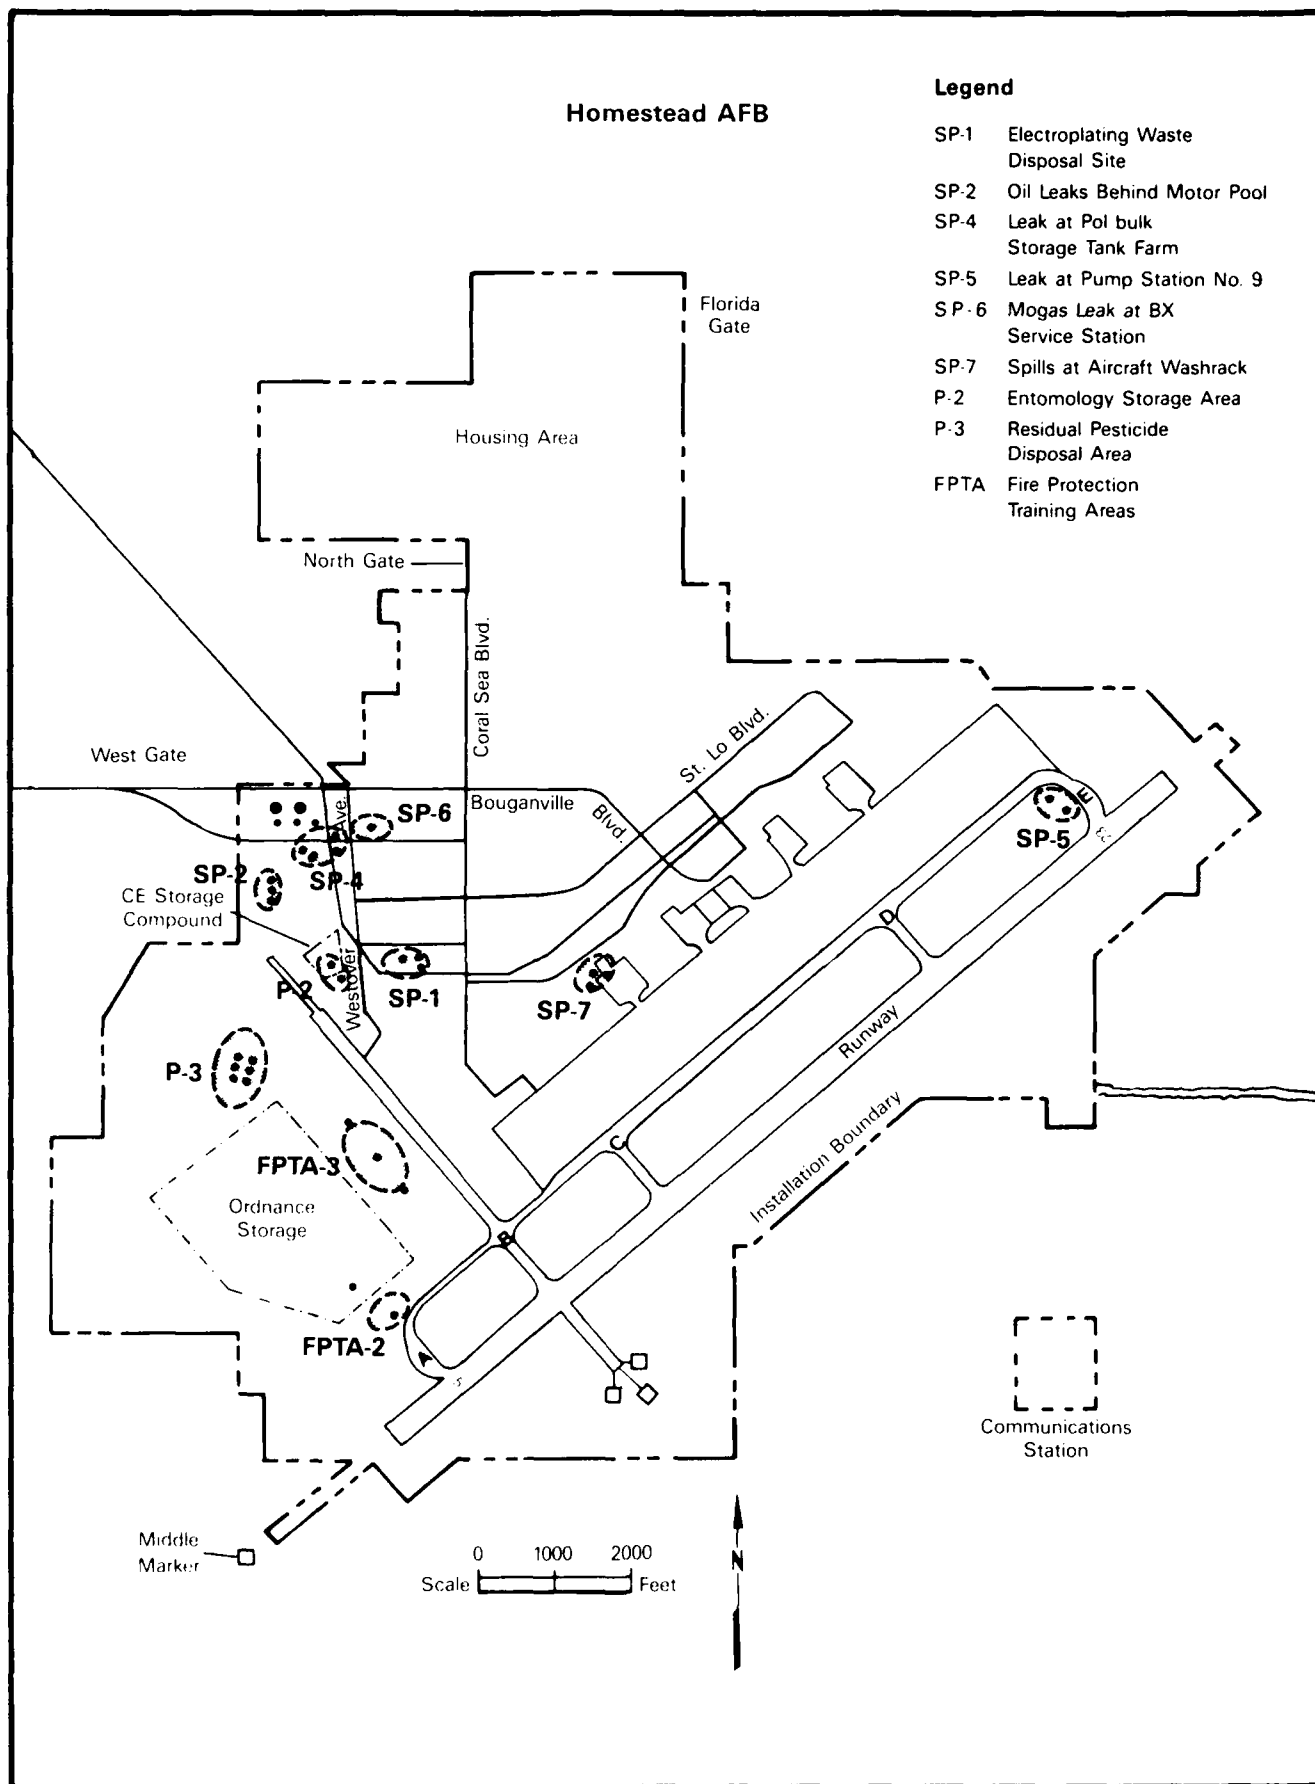 Homestead AFB
Legend
SP-1 Electroplating Waste
Disposal Site
SP-2 Oil Leaks Behind Motor Pool
SP-4 Leak at Pol bulk
Storage Tank Farm
SP-5 Leak at Pump Station No. 9
SP-6 Mogas Leak at BX
Service Station
SP-7 Spills at Aircraft Washrack
P-2 Entomology Storage Area
P-3 Residual Pesticide
Disposal Area
FPTA Fire Protection
Training Areas
Florida
Gate
Housing Area
North Gate
Coral Sea Blvd.
St. Lo Blvd.
West Gate
Bouganville
Blvd.
Westover
Ave.
SP-6
SP-4
SP-2
CE Storage
Compound
P-2
SP-1
SP-7
SP-5
E
23
D
Runway
P-3
C
Installation Boundary
FPTA-3
Ordnance
Storage
B
FPTA-2
A
5
Communications
Station
Middle
Marker
N
0 1000 2000
Scale Feet